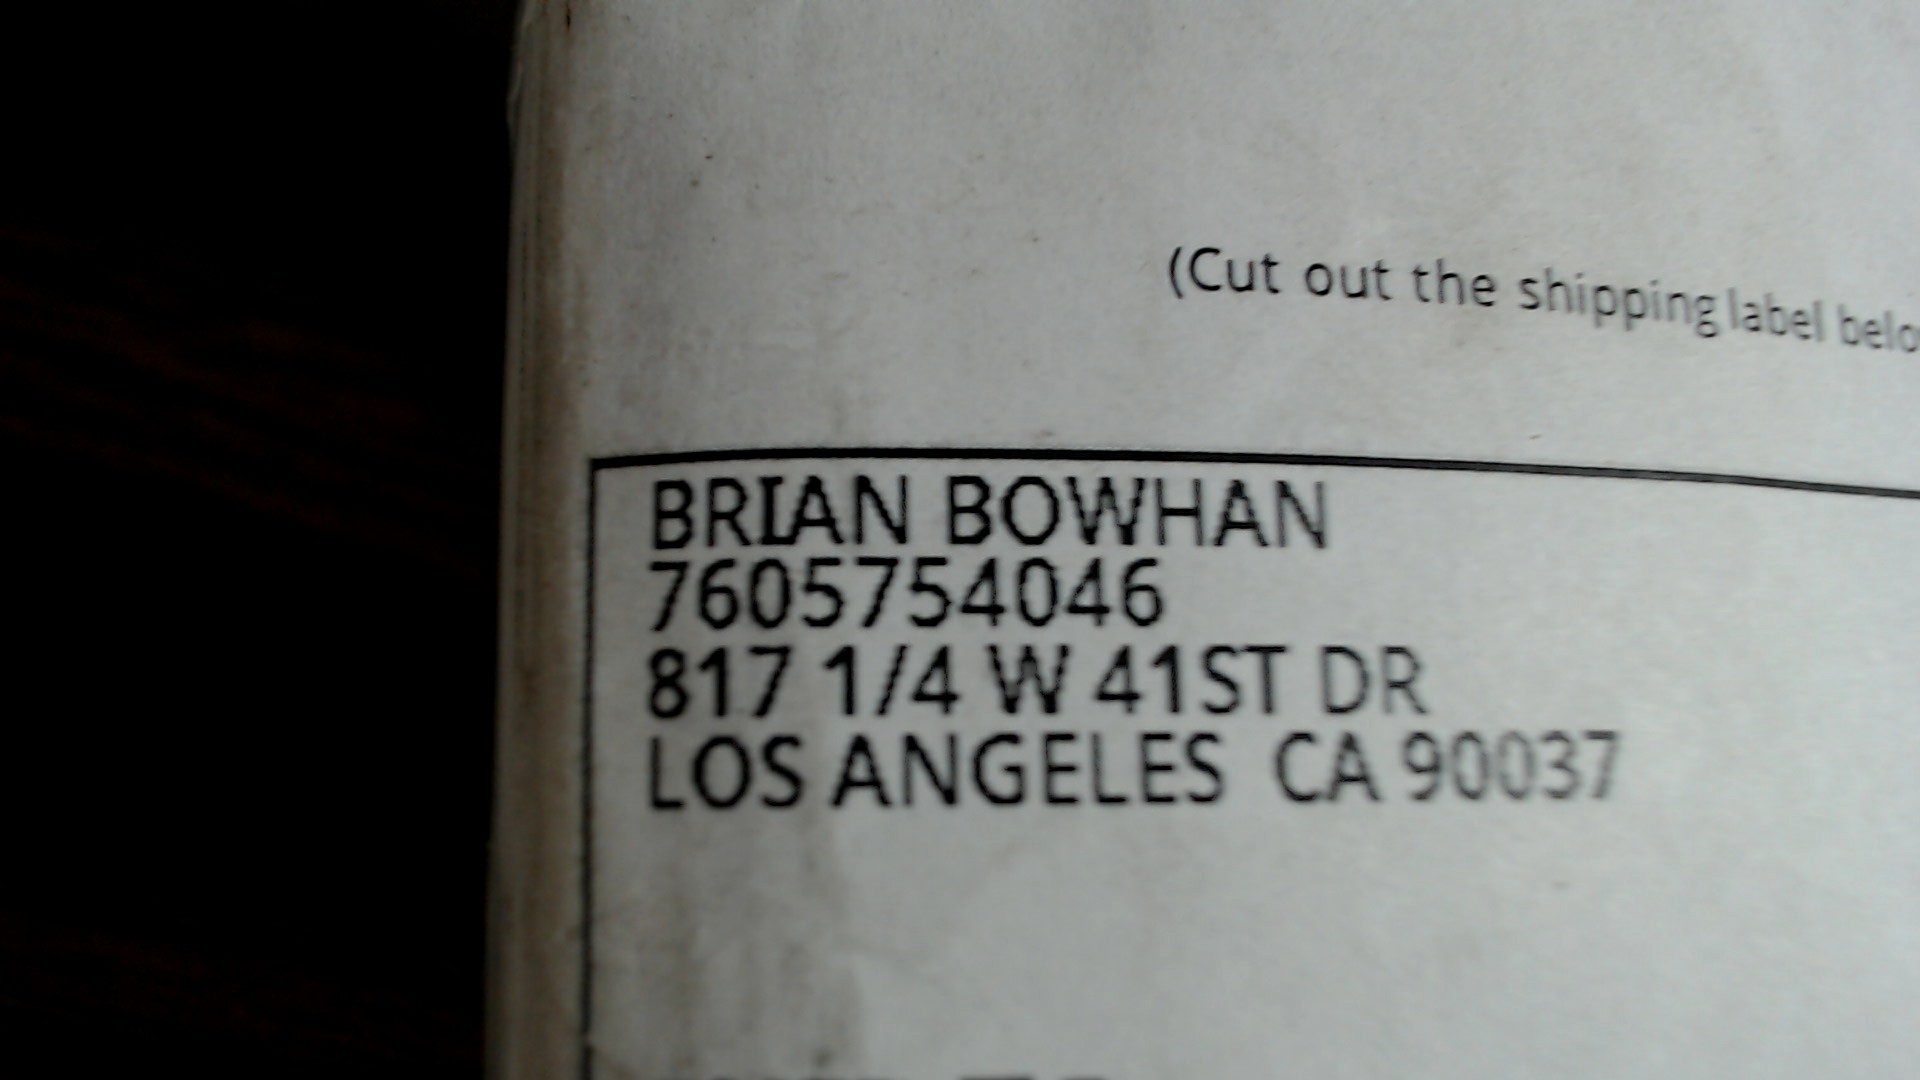 (Cut out the shipping label belo
BRIAN BOWHAN
7605754046
817 1/4 W 41ST DR
LOS ANGELES CA 90037